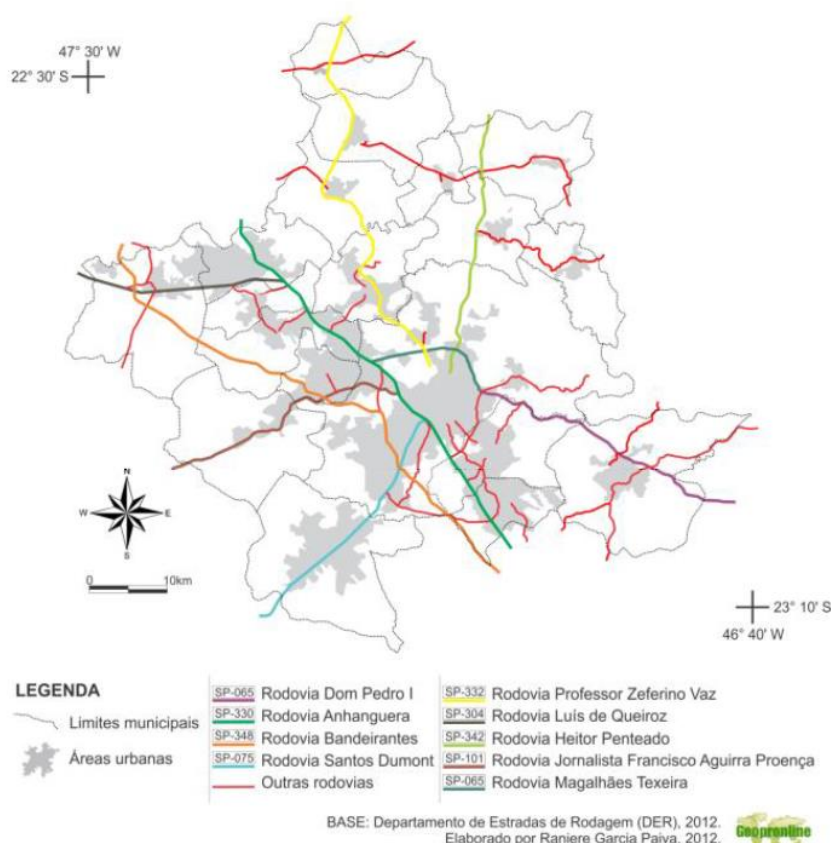 47° 30' W
22° 30' S
N
W
E
S
0
10km
23° 10' S
46° 40' W
LEGENDA
Limites municipais
Áreas urbanas
SP-065 Rodovia Dom Pedro I
SP-330 Rodovia Anhanguera
SP-348 Rodovia Bandeirantes
SP-075 Rodovia Santos Dumont
Outras rodovias
SP-332 Rodovia Professor Zeferino Vaz
SP-304 Rodovia Luís de Queiroz
SP-342 Rodovia Heitor Penteado
SP-101 Rodovia Jornalista Francisco Aguirra Proença
SP-065 Rodovia Magalhães Texeira
BASE: Departamento de Estradas de Rodagem (DER), 2012.
Elaborado por Raniere Garcia Paiva, 2012.
Geopronline